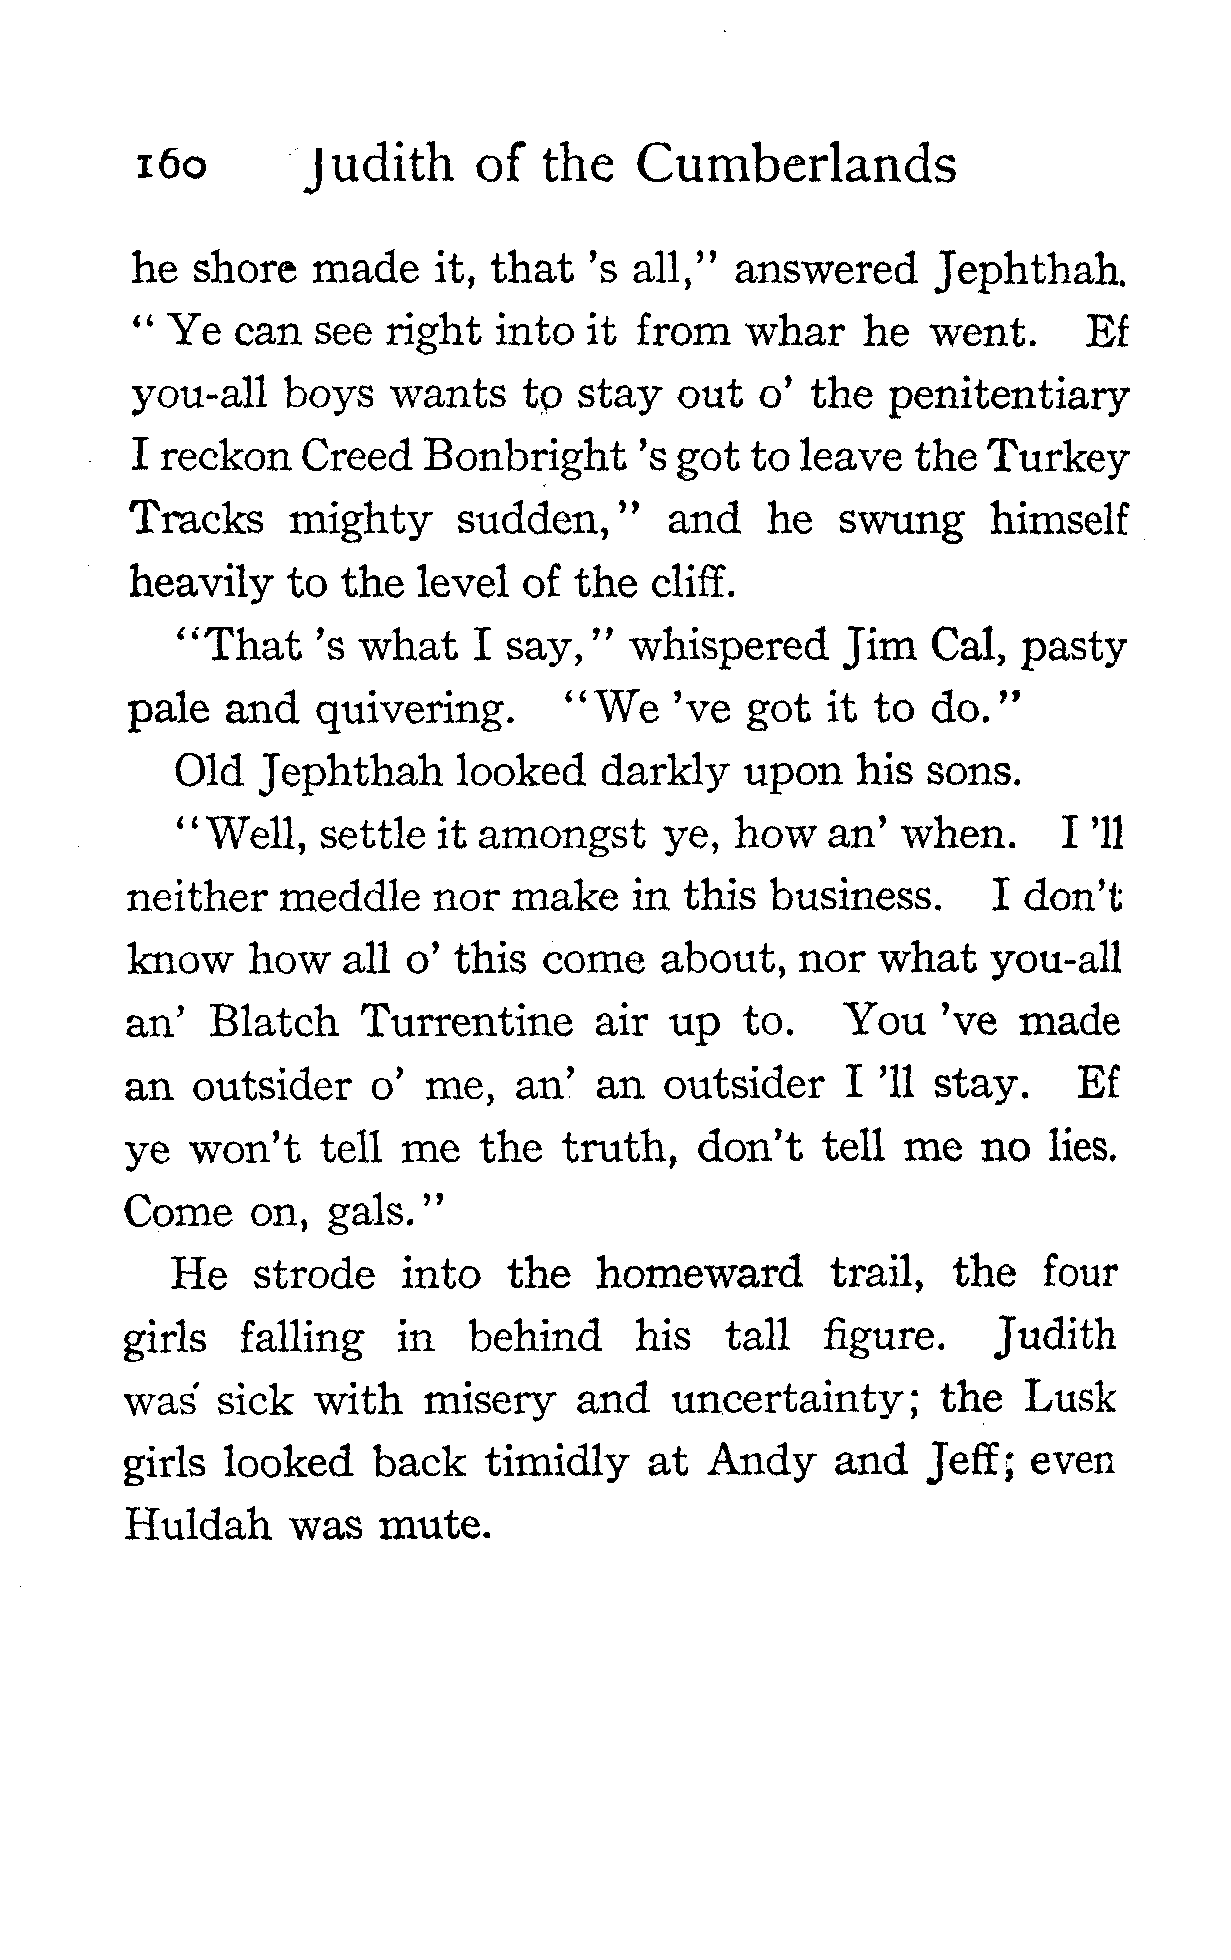 160 Judith of the Cumberlands
he shore made it, that 's all," answered Jephthah.
" Ye can see right into it from whar he went. Ef
you-all boys wants to stay out o' the penitentiary
I reckon Creed Bonbright 's got to leave the Turkey
Tracks mighty sudden," and he swung himself
heavily to the level of the cliff.
"That 's what I say," whispered Jim Cal, pasty
pale and quivering. "We 've got it to do."
Old Jephthah looked darkly upon his sons.
"Well, settle it amongst ye, how an' when. I 'll
neither meddle nor make in this business. I don't
know how all o' this come about, nor what you-all
an' Blatch Turrentine air up to. You 've made
an outsider o' me, an' an outsider I 'll stay. Ef
ye won't tell me the truth, don't tell me no lies.
Come on, gals."
He strode into the homeward trail, the four
girls falling in behind his tall figure. Judith
was sick with misery and uncertainty; the Lusk
girls looked back timidly at Andy and Jeff; even
Huldah was mute.